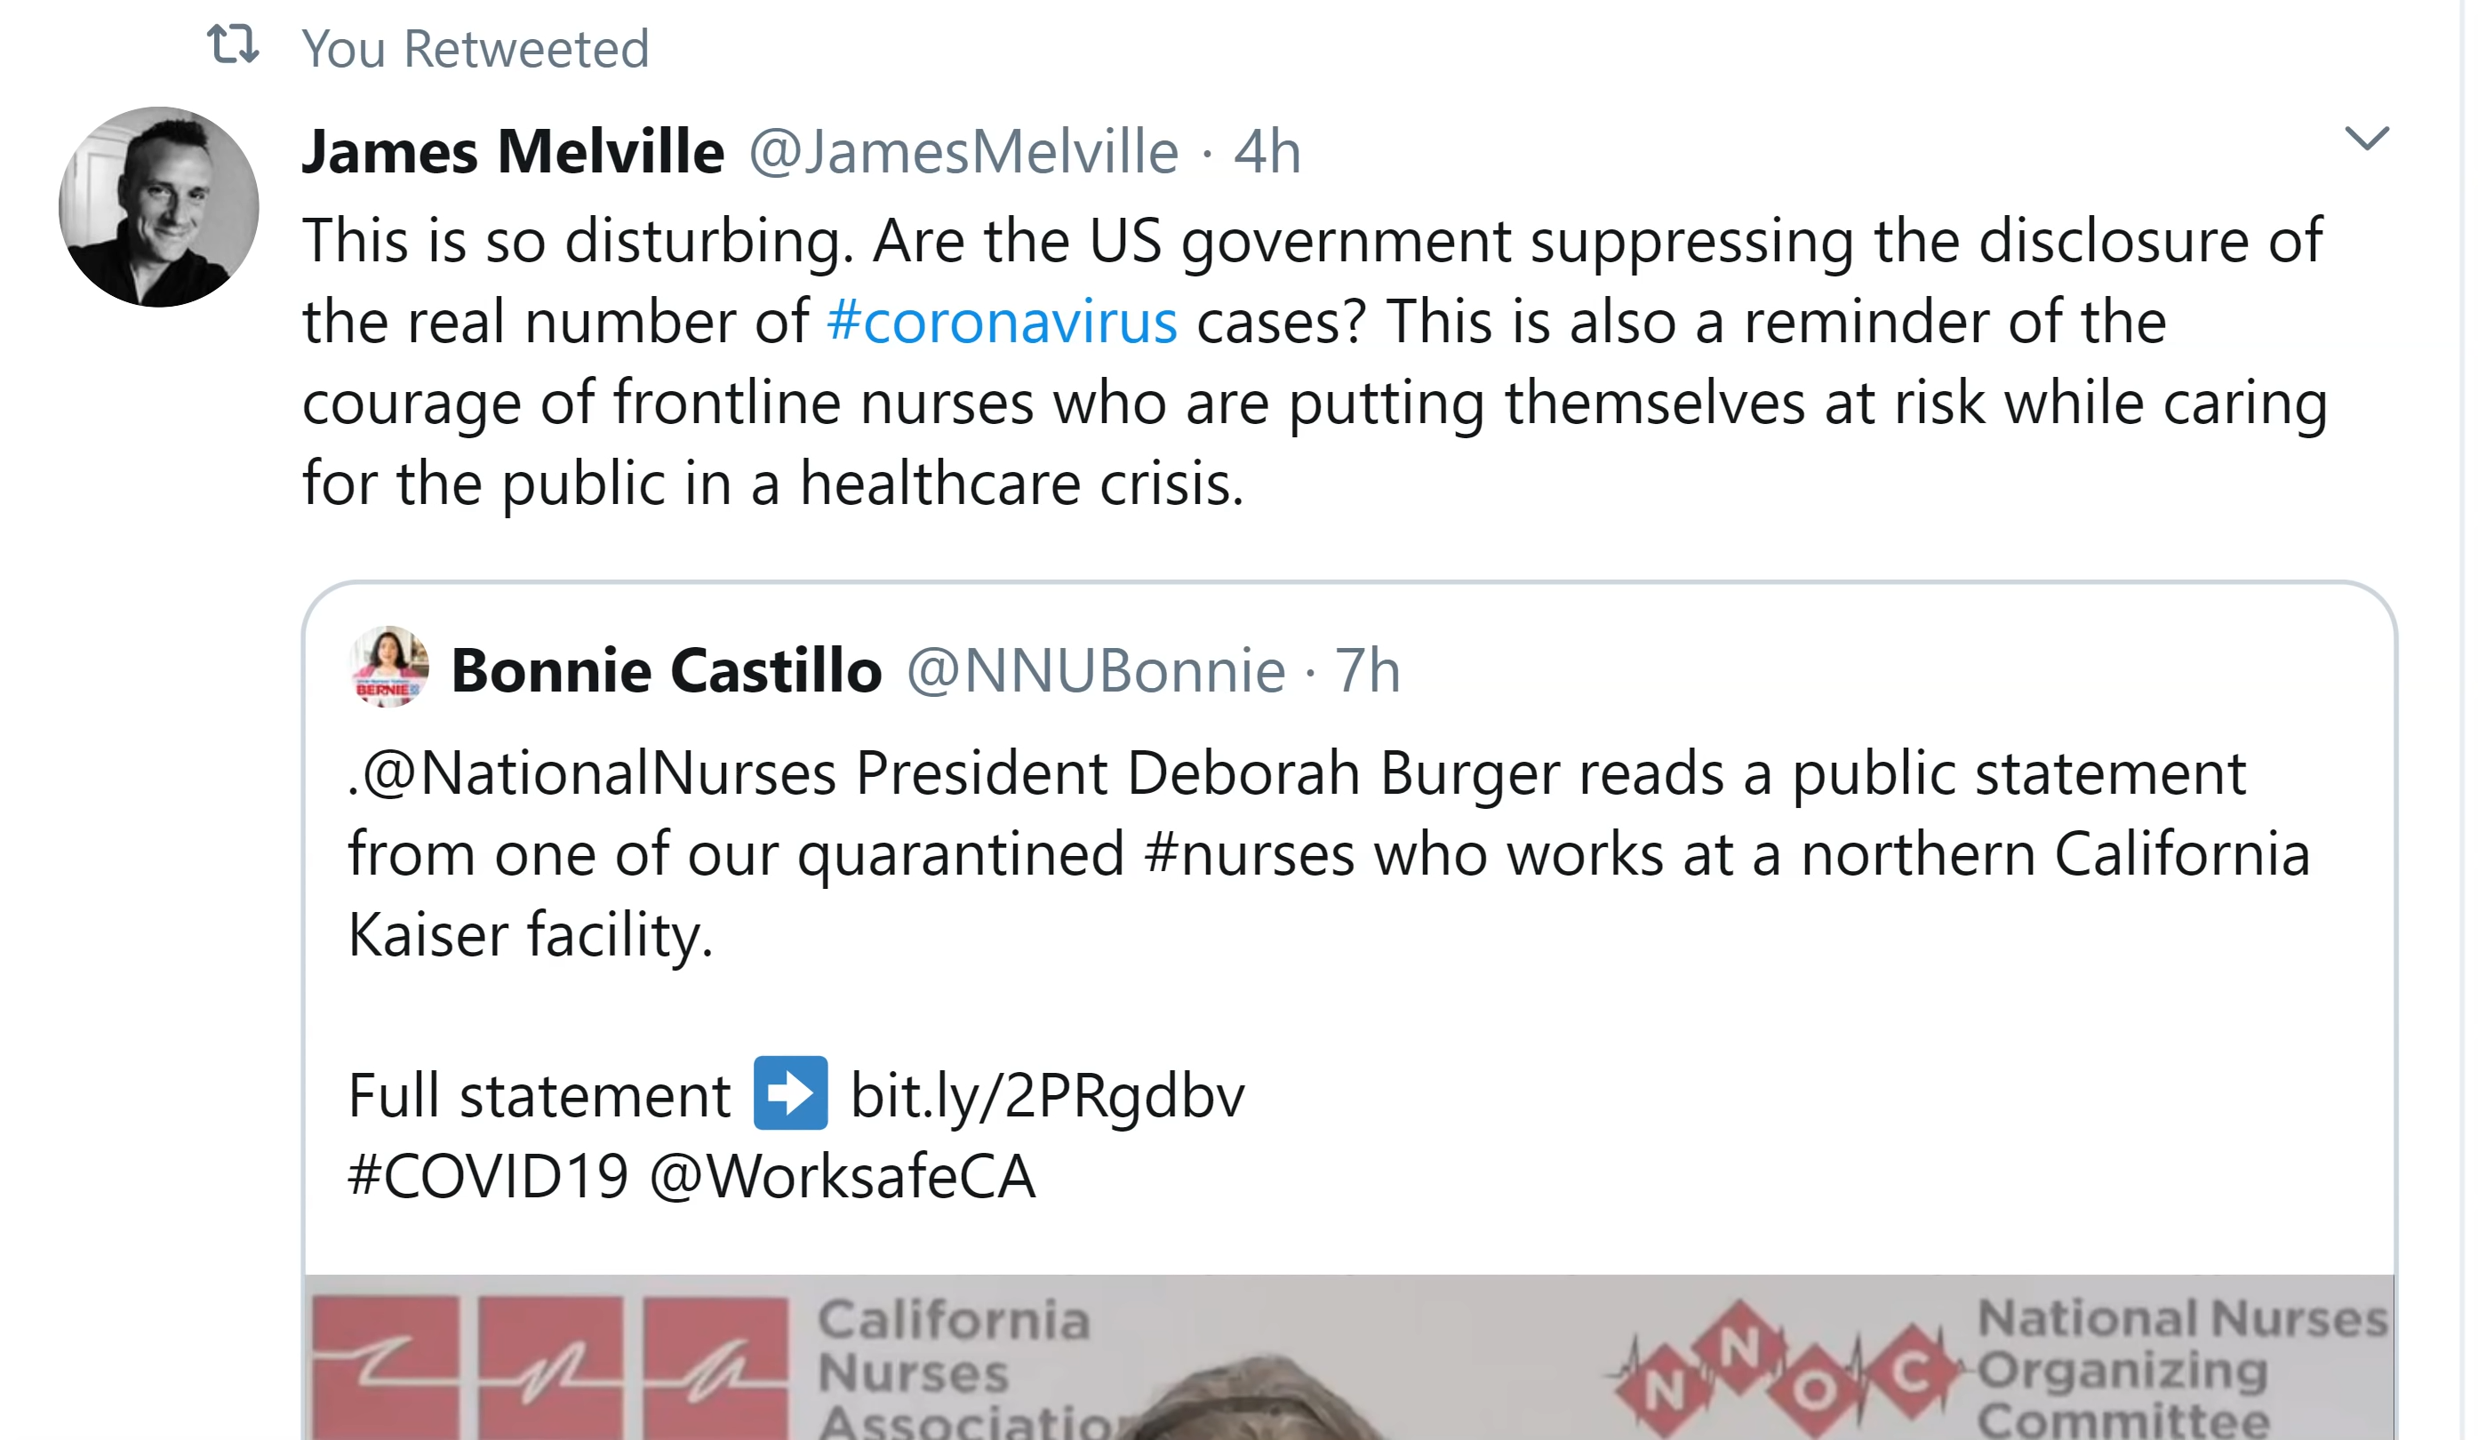 You Retweeted
James Melville @JamesMelville · 4h
This is so disturbing. Are the US government suppressing the disclosure of
the real number of #coronavirus cases? This is also a reminder of the
courage of frontline nurses who are putting themselves at risk while caring
for the public in a healthcare crisis.
BERNIE
Bonnie Castillo @NNUBonnie · 7h
.@NationalNurses President Deborah Burger reads a public statement
from one of our quarantined #nurses who works at a northern California
Kaiser facility.
Full statement ➡️ bit.ly/2PRgdbv
#COVID19 @WorksafeCA
cna
California
Nurses
Associatio
NNOC
National Nurses
Organizing
Committee